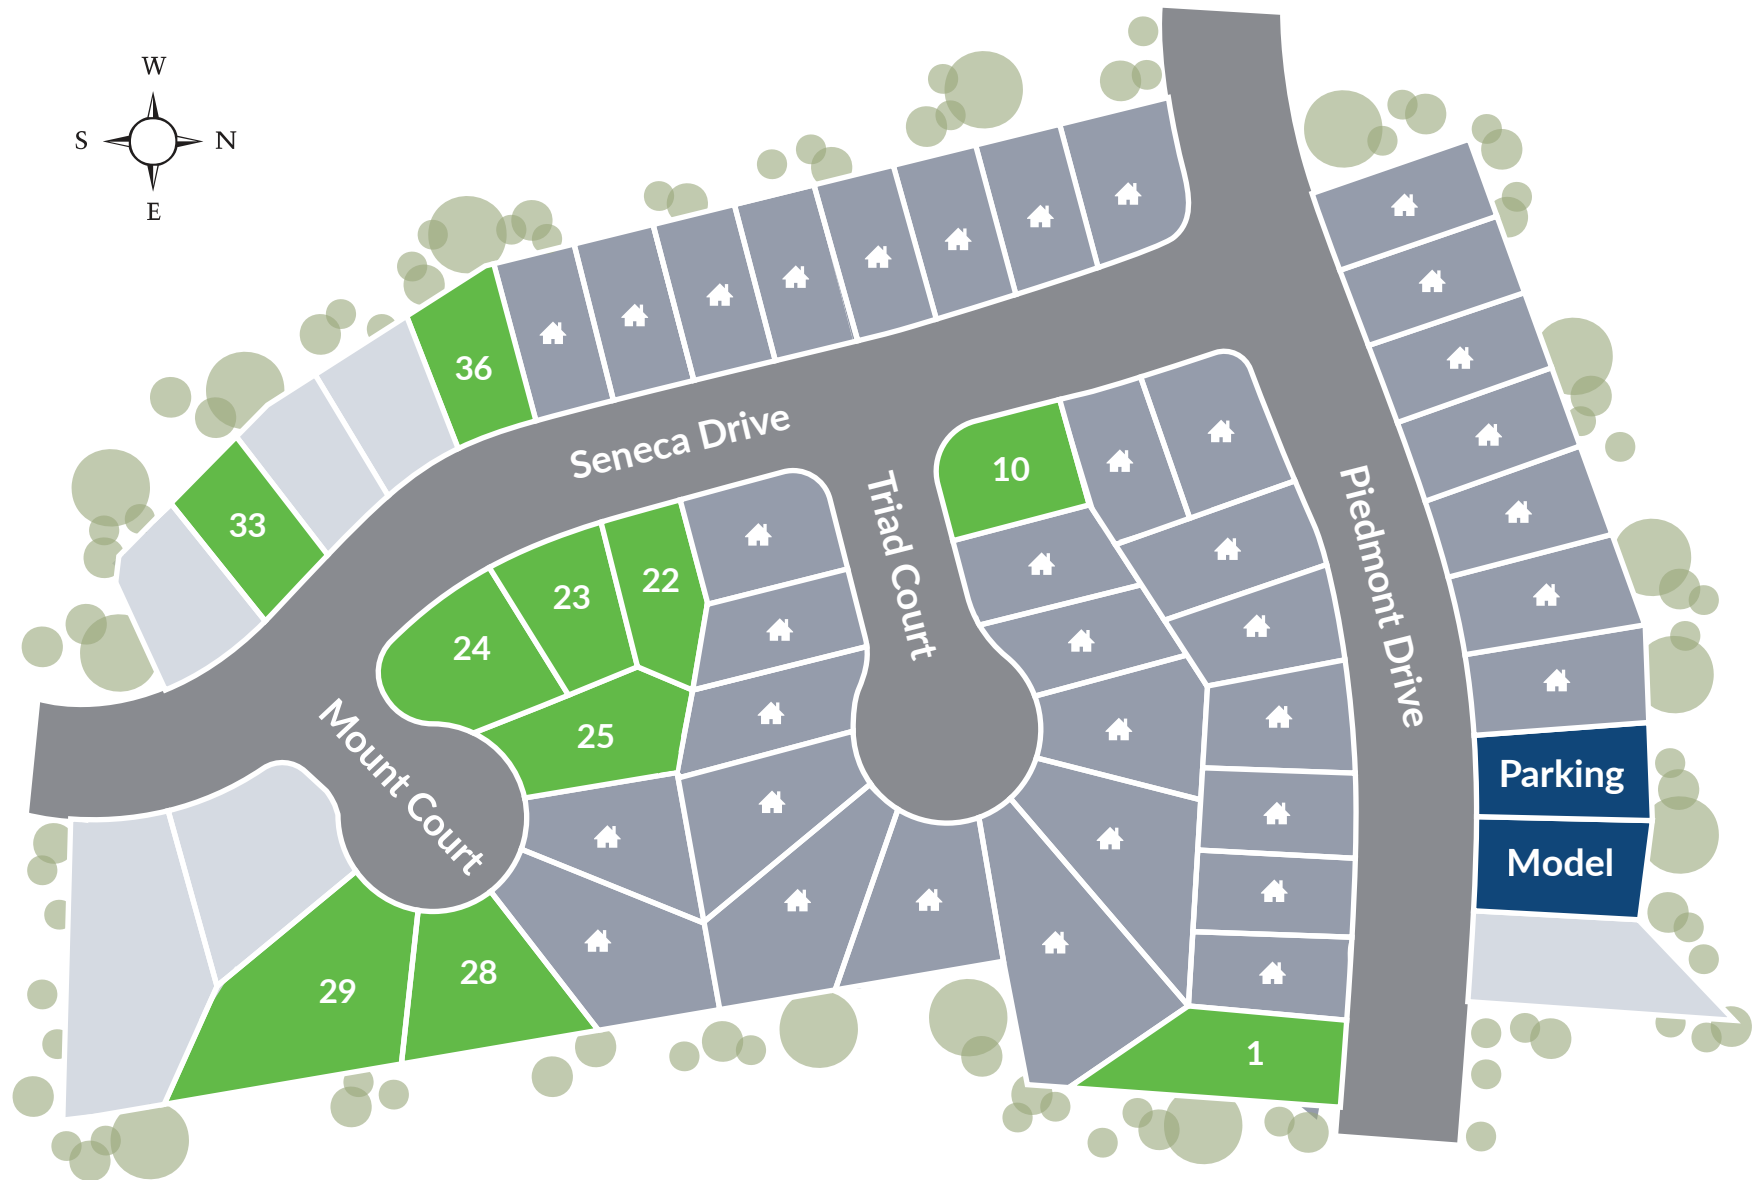 W
S
N
E
36
Seneca Drive
10
33
Triad Court
Piedmont Drive
22
23
24
25
Mount Court
Parking
Model
28
29
1